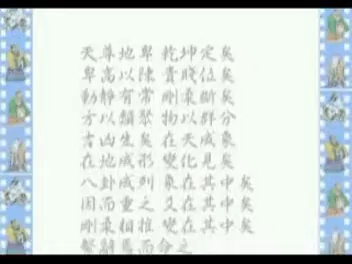 天尊地卑 乾坤定矣
卑高以陳 貴賤位矣
動靜有常 剛柔斷矣
方以類聚 物以群分
吉凶生矣 在天成象
在地成形 變化見矣
八卦成列 象在其中矣
因而重之 爻在其中矣
剛柔相推 變在其中矣
繫辭焉而命之